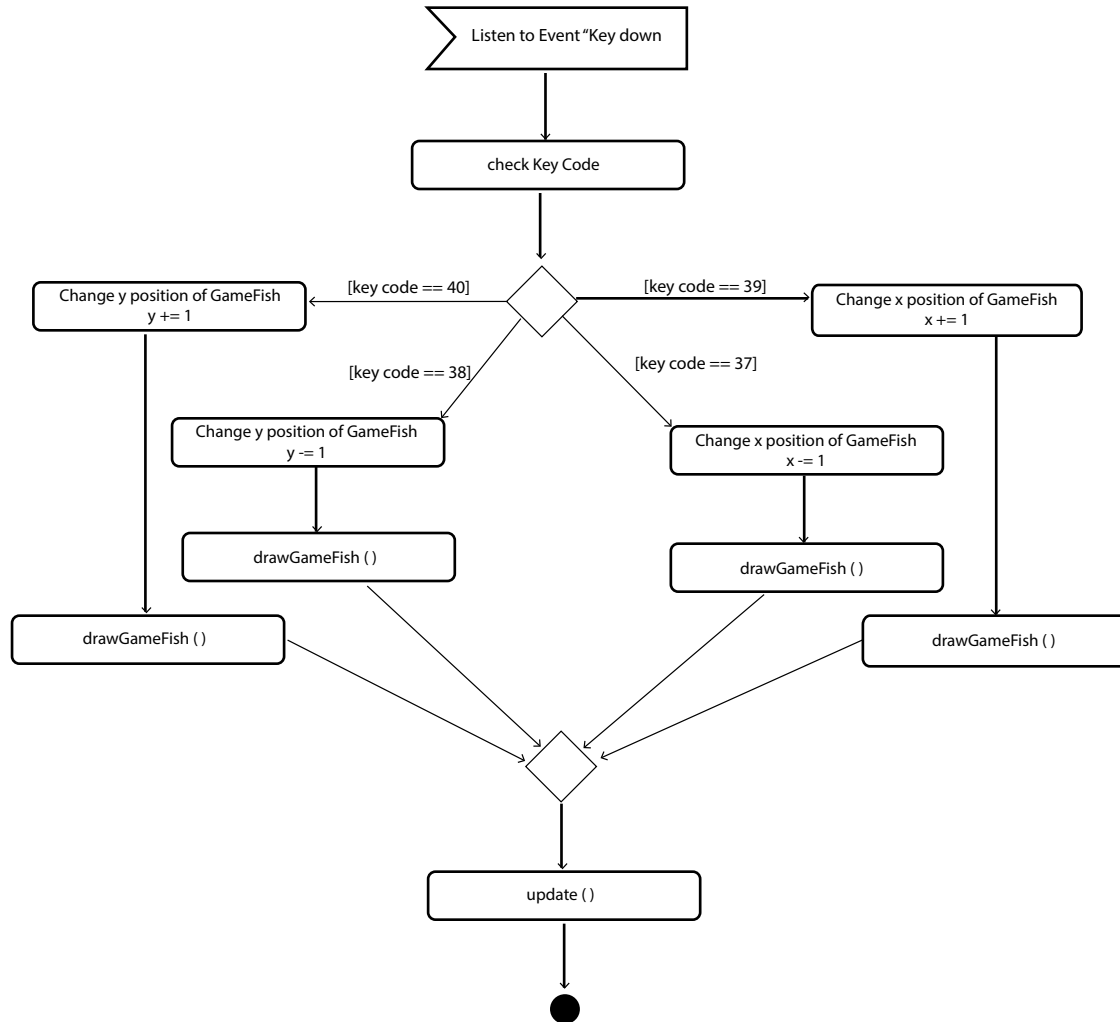 Listen to Event “Key down
check Key Code
[key code == 40]
[key code == 39]
Change y position of GameFish
y += 1
Change x position of GameFish
x += 1
[key code == 38]
[key code == 37]
Change y position of GameFish
y -= 1
Change x position of GameFish
x -= 1
drawGameFish ( )
drawGameFish ( )
drawGameFish ( )
drawGameFish ( )
update ( )